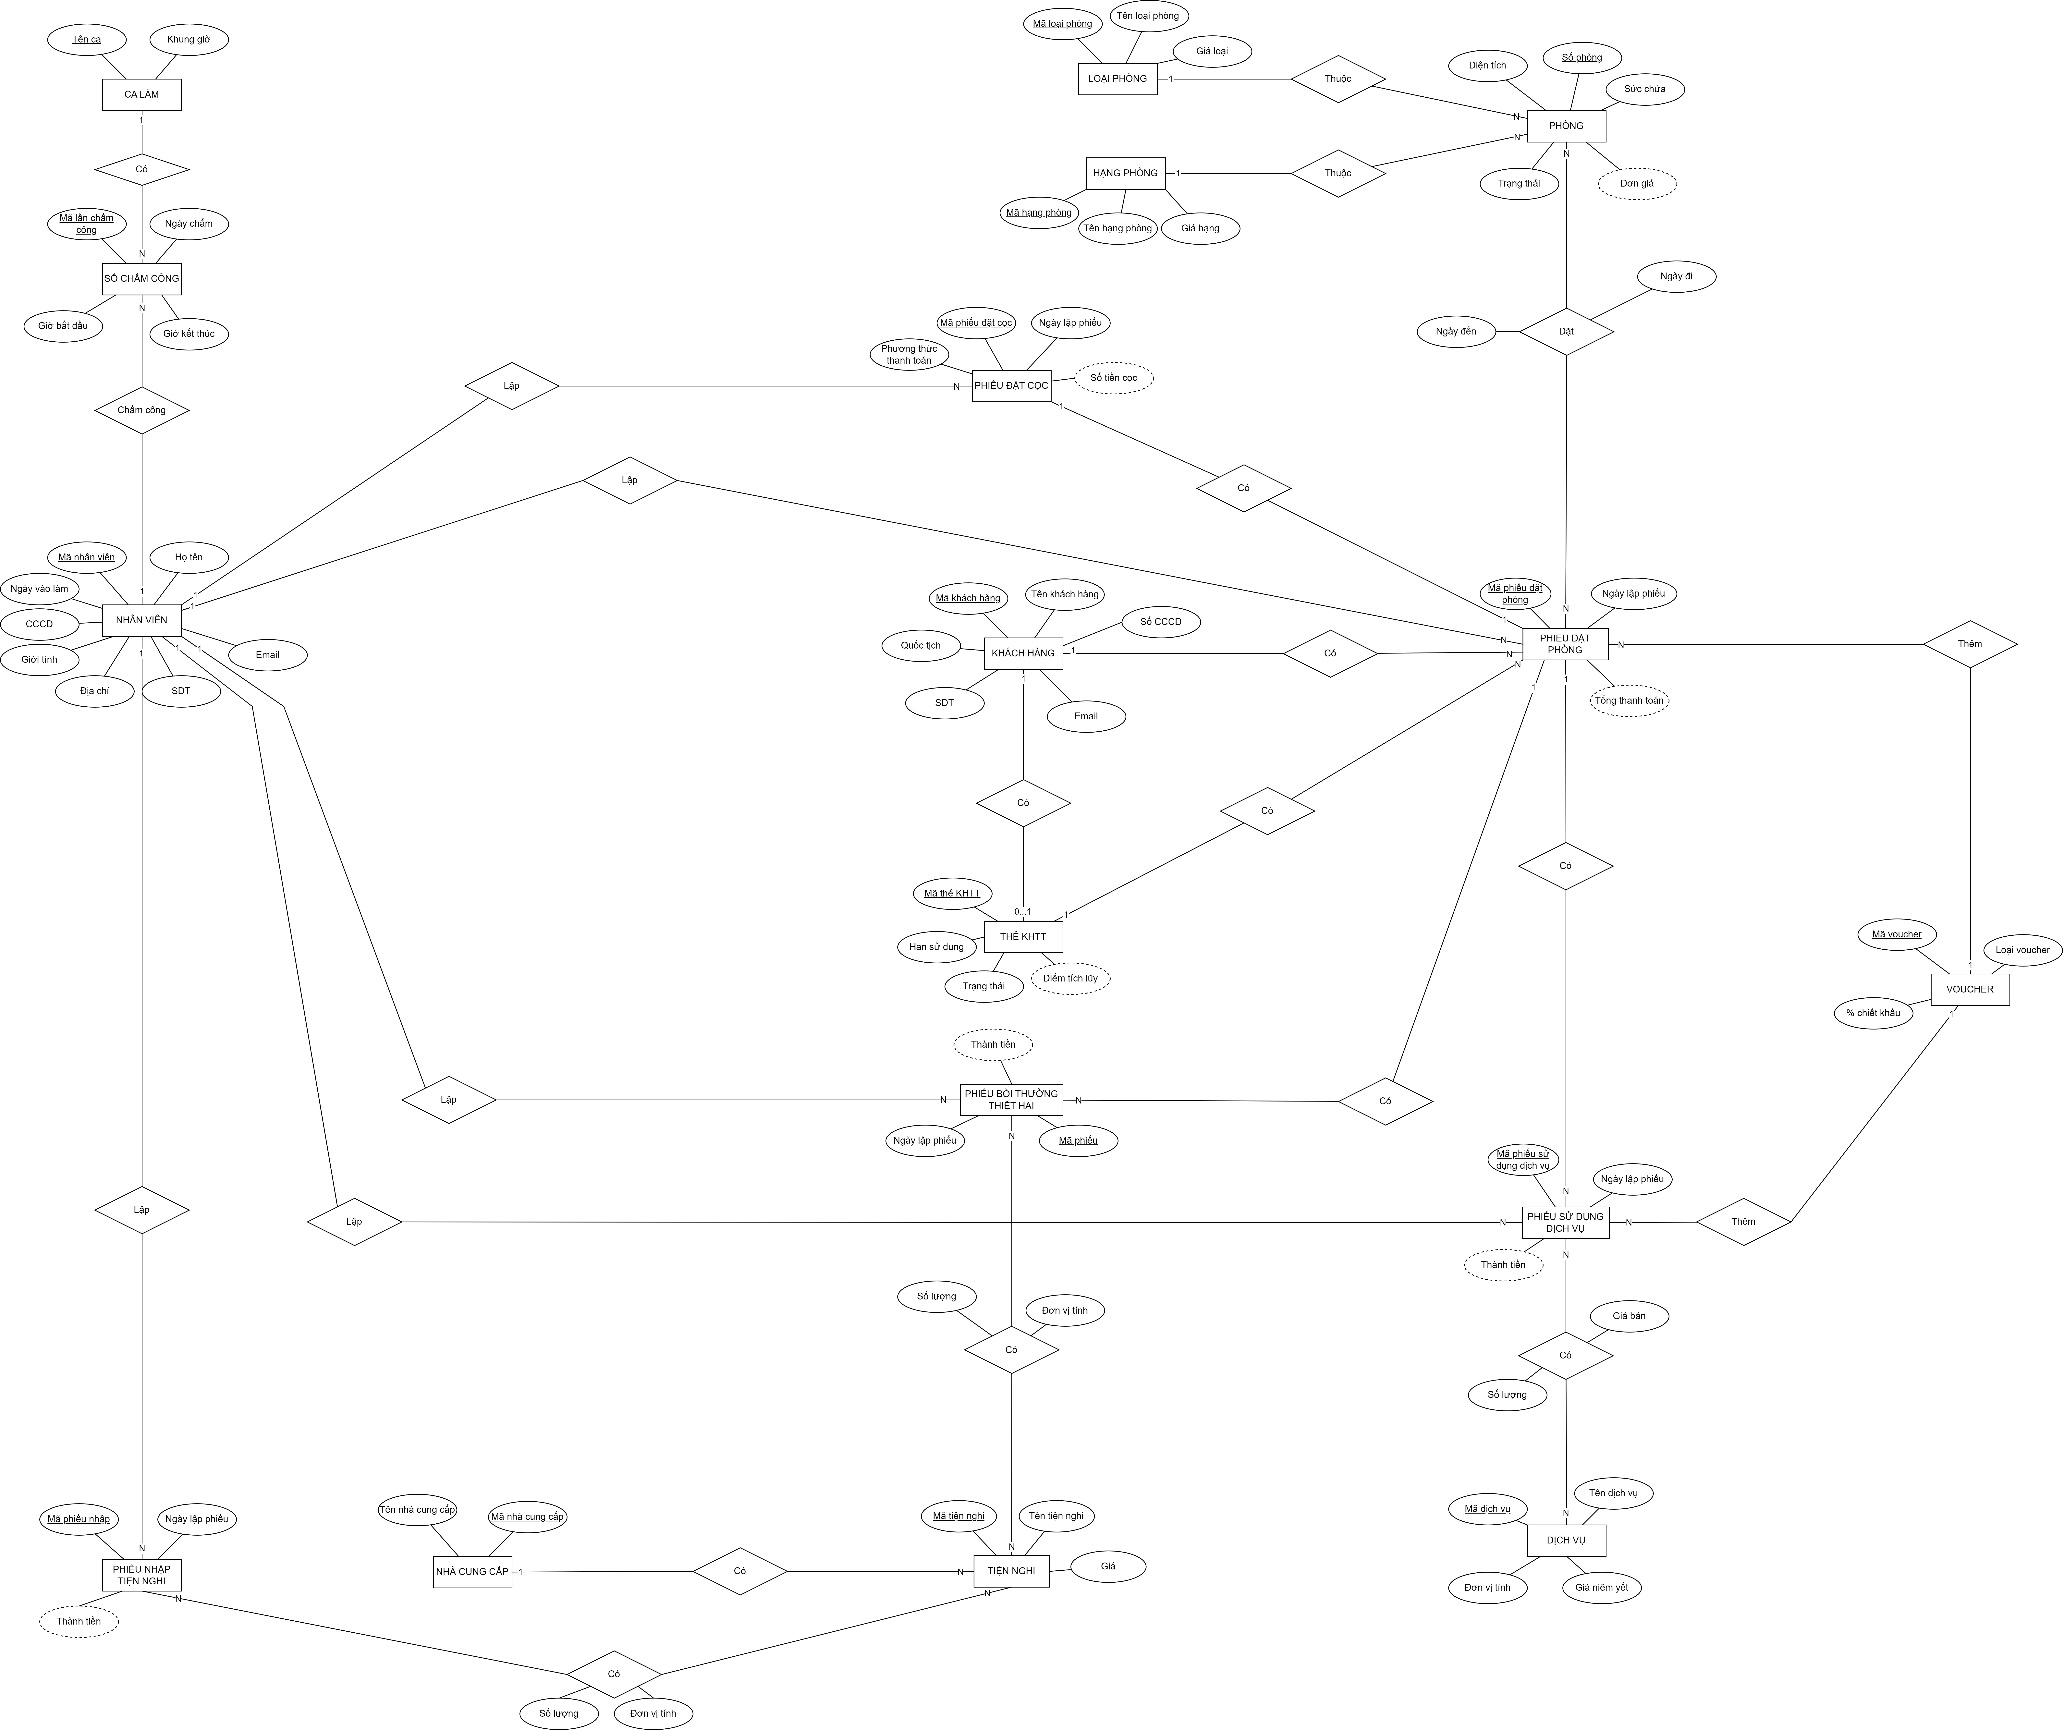 Tên ca
Khung giờ
CA LÀM
1
Có
Mã lần chấm
công
Ngày chấm
N
SỔ CHẤM CÔNG
N
Giờ bắt đầu
Giờ kết thúc
Chấm công
Mã loại phòng
Tên loại phòng
Giá loại
LOẠI PHÒNG
1
Thuộc
N
Diện tích
Số phòng
Sức chứa
PHÒNG
N
Trạng thái
Đơn giá
HẠNG PHÒNG
1
Thuộc
N
Mã hạng phòng
Tên hạng phòng
Giá hạng
Ngày đi
Ngày đến
Đặt
N
Mã phiếu đặt cọc
Ngày lập phiếu
Phương thức
thanh toán
Số tiền cọc
Lập
N
PHIẾU ĐẶT CỌC
1
Có
1
Lập
N
Mã nhân viên
Họ tên
Ngày vào làm
1
1
1
NHÂN VIÊN
CCCD
Giới tính
Địa chỉ
SDT
Email
1
1
1
Mã khách hàng
Tên khách hàng
Số CCCD
Quốc tịch
KHÁCH HÀNG
1
Có
N
SDT
Email
1
Có
0...1
Mã phiếu đặt
phòng
Ngày lập phiếu
PHIẾU ĐẶT
PHÒNG
N
Thêm
N
1
1
Tổng thanh toán
Có
Có
Mã thẻ KHTT
1
THẺ KHTT
Hạn sử dụng
Trạng thái
Điểm tích lũy
Mã voucher
Loại voucher
1
VOUCHER
% chiết khấu
1
Thành tiền
Lập
N
PHIẾU BỒI THƯỜNG
THIỆT HẠI
N
Có
Ngày lập phiếu
Mã phiếu
N
Lập
Lập
N
Mã phiếu sử
dụng dịch vụ
Ngày lập phiếu
N
PHIẾU SỬ DỤNG
DỊCH VỤ
N
Thêm
Thành tiền
N
Số lượng
Đơn vị tính
Có
Giá bán
Có
Số lượng
Mã phiếu nhập
Ngày lập phiếu
N
PHIẾU NHẬP
TIỆN NGHI
N
Thành tiền
Tên nhà cung cấp
Mã nhà cung cấp
NHÀ CUNG CẤP
1
Có
N
Mã tiện nghi
Tên tiện nghi
N
TIỆN NGHI
Giá
N
Mã dịch vụ
Tên dịch vụ
N
DỊCH VỤ
Đơn vị tính
Giá niêm yết
Có
Số lượng
Đơn vị tính